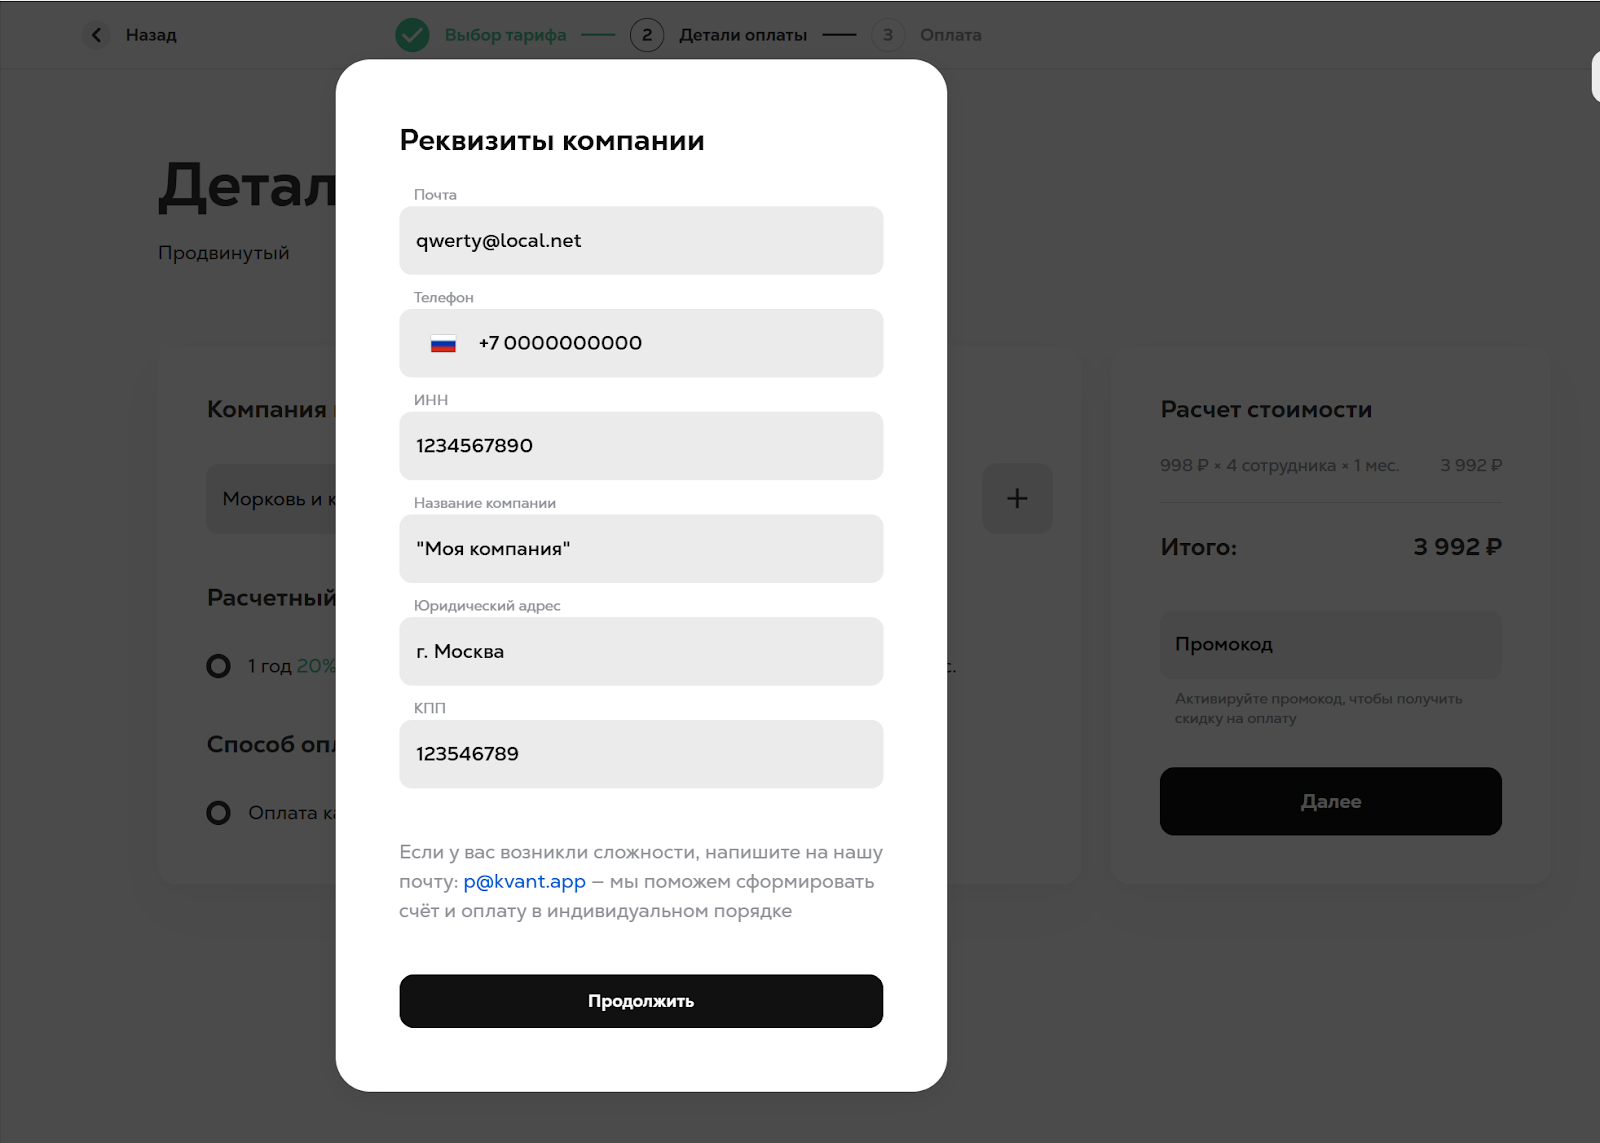 Назад
Выбор тарифа
2
Детали оплаты
3
Оплата
Детал
Продвинутый
Компания
Морковь и к
+
Расчетный
1 год 20%
с.
Способ опл
Оплата ка
Реквизиты компании
Почта
qwerty@local.net
Телефон
+7 0000000000
ИНН
1234567890
Название компании
"Моя компания"
Юридический адрес
г. Москва
КПП
123546789
Если у вас возникли сложности, напишите на нашу
почту: p@kvant.app — мы поможем сформировать
счёт и оплату в индивидуальном порядке
Продолжить
Расчет стоимости
998 ₽ × 4 сотрудника × 1 мес.
3 992 ₽
Итого:
3 992 ₽
Промокод
Активируйте промокод, чтобы получить
скидку на оплату
Далее